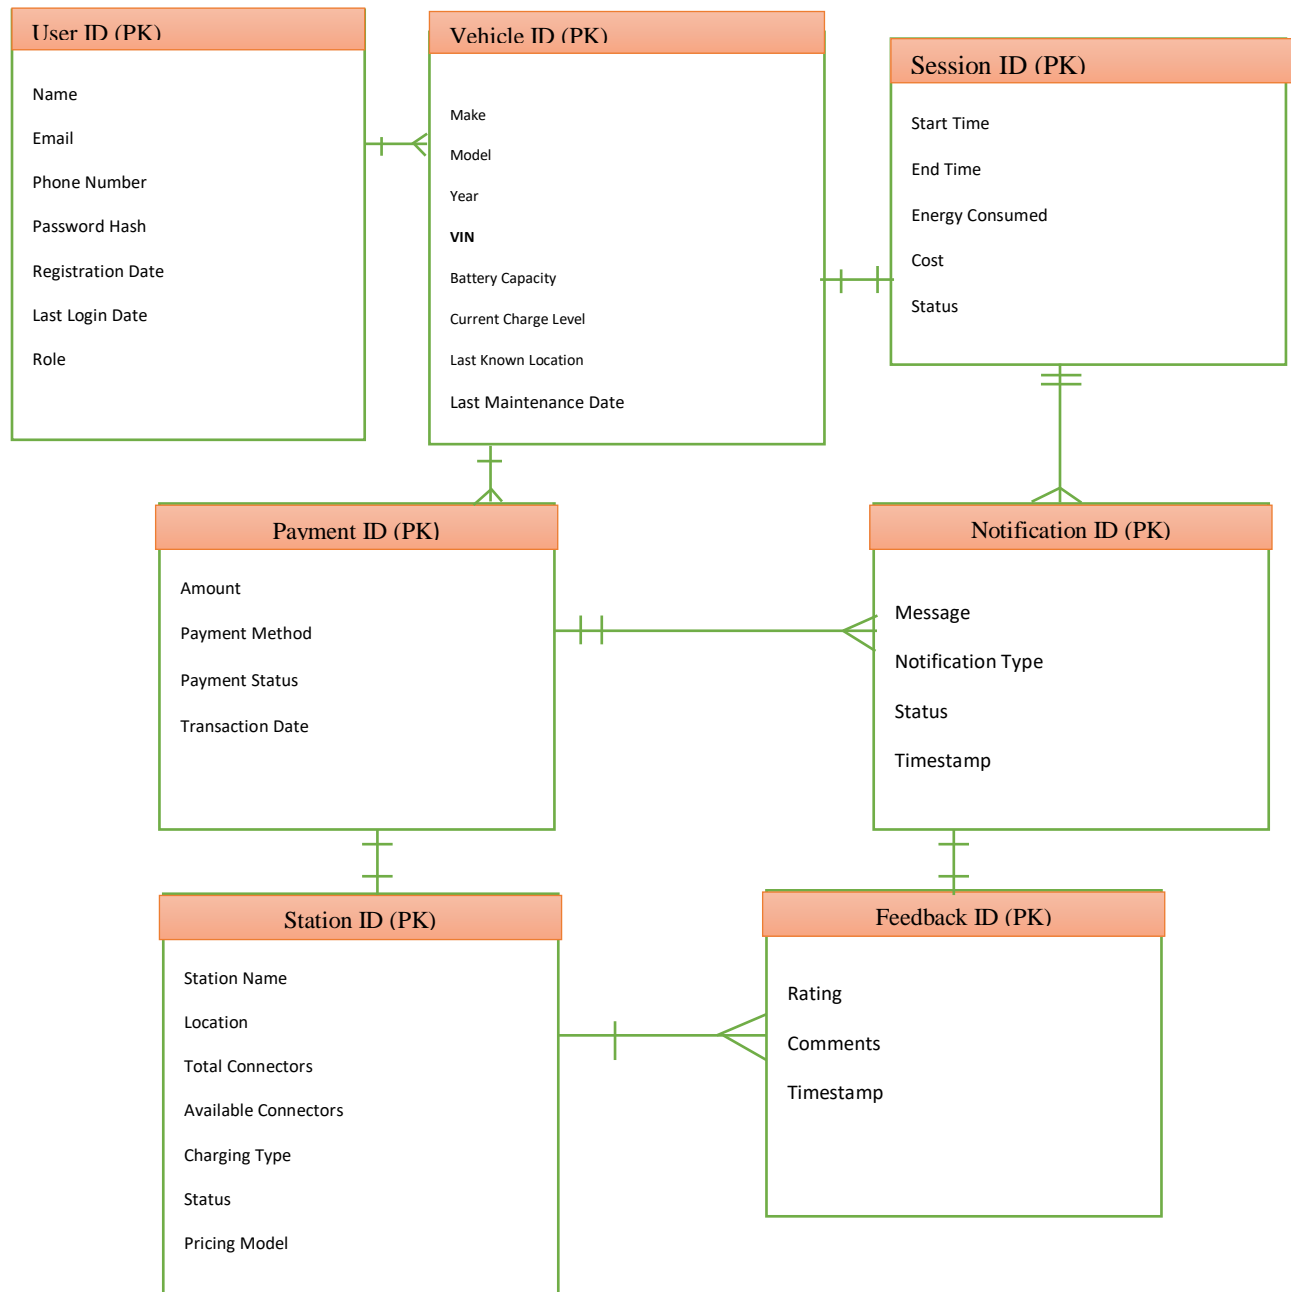 User ID (PK)
Name
Email
Phone Number
Password Hash
Registration Date
Last Login Date
Role
Vehicle ID (PK)
Make
Model
Year
VIN
Battery Capacity
Current Charge Level
Last Known Location
Last Maintenance Date
Session ID (PK)
Start Time
End Time
Energy Consumed
Cost
Status
Payment ID (PK)
Amount
Payment Method
Payment Status
Transaction Date
Notification ID (PK)
Message
Notification Type
Status
Timestamp
Station ID (PK)
Station Name
Location
Total Connectors
Available Connectors
Charging Type
Status
Pricing Model
Feedback ID (PK)
Rating
Comments
Timestamp